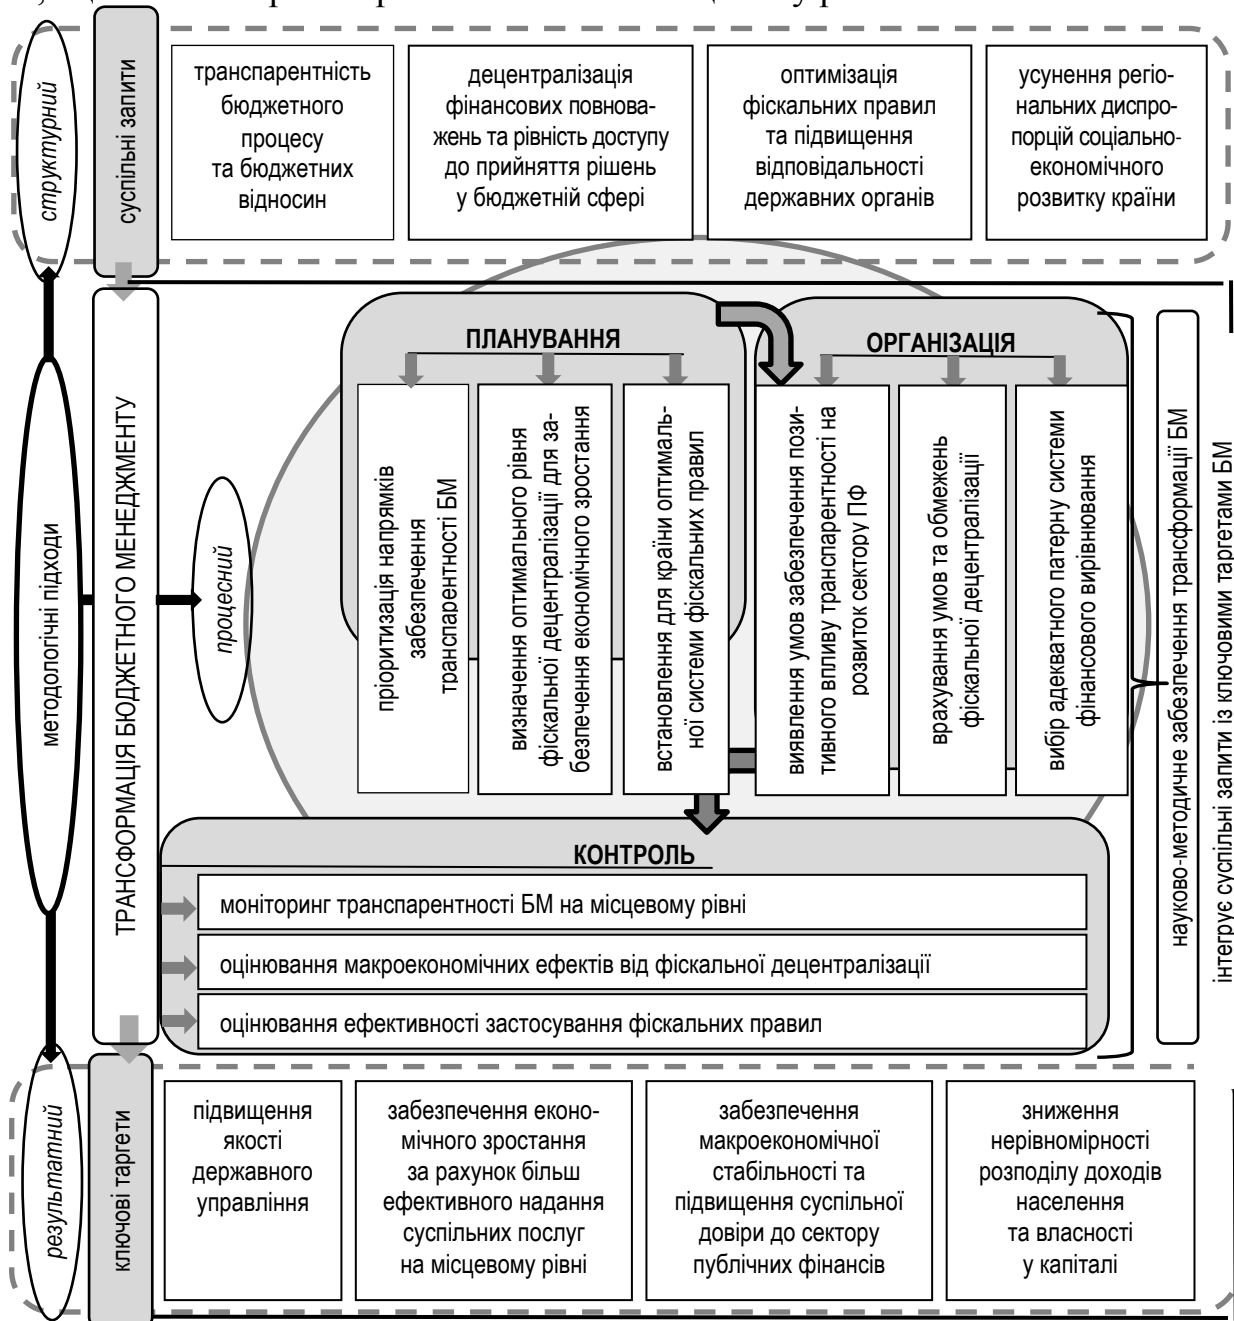 структурний
суспільні запити
транспарентність
бюджетного
процесу
та бюджетних
відносин
децентралізація
фінансових повнова-
жень та рівність доступу
до прийняття рішень
у бюджетній сфері
оптимізація
фіскальних правил
та підвищення
відповідальності
державних органів
усунення регіо-
нальних диспро-
порцій соціально-
економічного
розвитку країни
методологічні підходи
ТРАНСФОРМАЦІЯ БЮДЖЕТНОГО МЕНЕДЖМЕНТУ
процесний
ПЛАНУВАННЯ
пріоритизація напрямків
забезпечення
транспарентності БМ
визначення оптимального рівня
фіскальної децентралізації для за-
безпечення економічного зростання
встановлення для країни оптималь-
ної системи фіскальних правил
ОРГАНІЗАЦІЯ
виявлення умов забезпечення пози-
тивного впливу транспарентності на
розвиток сектору ПФ
врахування умов та обмежень
фіскальної децентралізації
вибір адекватного патерну системи
фінансового вирівнювання
КОНТРОЛЬ
моніторинг транспарентності БМ на місцевому рівні
оцінювання макроекономічних ефектів від фіскальної децентралізації
оцінювання ефективності застосування фіскальних правил
науково-методичне забезпечення трансформації БМ
інтегрує суспільні запити із ключовими таргетами БМ
результатний
ключові таргети
підвищення
якості
державного
управління
забезпечення еконо-
мічного зростання
за рахунок більш
ефективного надання
суспільних послуг
на місцевому рівні
забезпечення
макроекономічної
стабільності та
підвищення суспільної
довіри до сектору
публічних фінансів
зниження
нерівномірності
розподілу доходів
населення
та власності
у капіталі